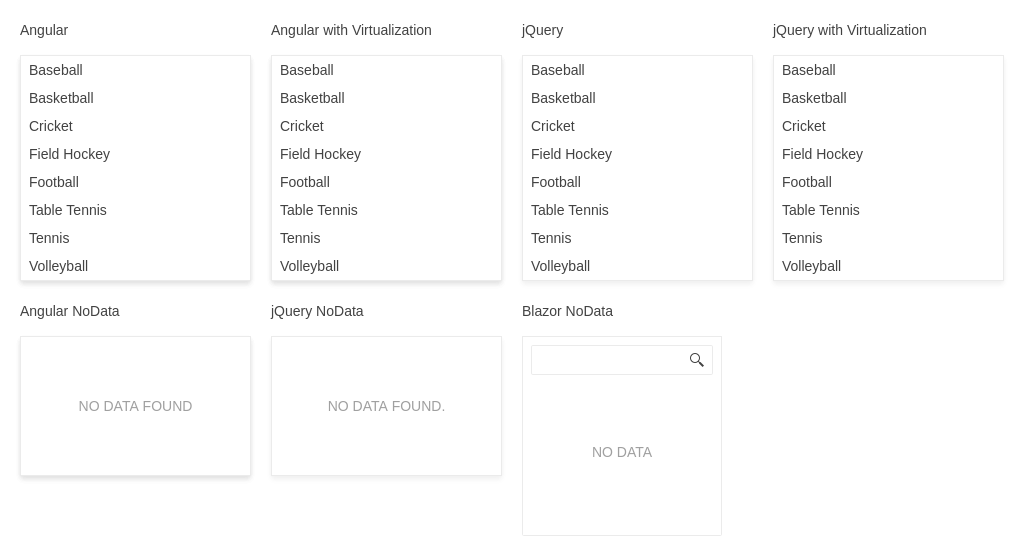 Angular
Baseball
Basketball
Cricket
Field Hockey
Football
Table Tennis
Tennis
Volleyball
Angular with Virtualization
Baseball
Basketball
Cricket
Field Hockey
Football
Table Tennis
Tennis
Volleyball
jQuery
Baseball
Basketball
Cricket
Field Hockey
Football
Table Tennis
Tennis
Volleyball
jQuery with Virtualization
Baseball
Basketball
Cricket
Field Hockey
Football
Table Tennis
Tennis
Volleyball
Angular NoData
NO DATA FOUND
jQuery NoData
NO DATA FOUND.
Blazor NoData
NO DATA